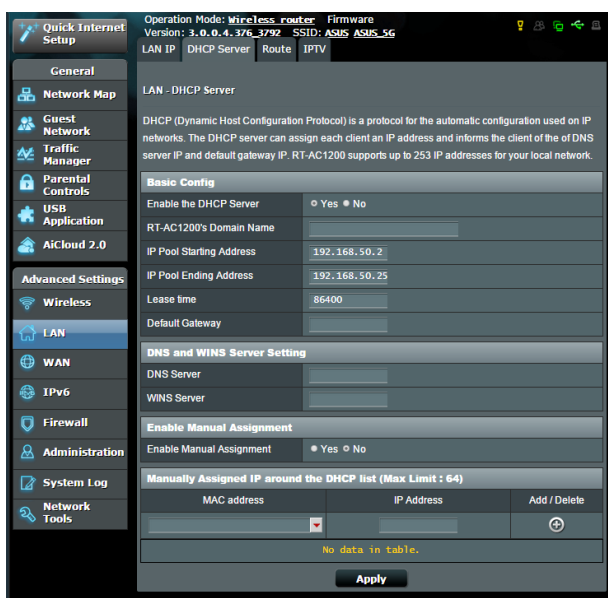 Quick Internet
Setup
Operation Mode: Wireless router Firmware
Version: 3.0.0.4.376_3792 SSID: ASUS ASUS_5G
LAN IP DHCP Server Route IPTV
General
Network Map
Guest
Network
Traffic
Manager
Parental
Controls
USB
Application
AiCloud 2.0
Advanced Settings
Wireless
LAN
WAN
IPv6
Firewall
Administration
System Log
Network
Tools
LAN - DHCP Server
DHCP (Dynamic Host Configuration Protocol) is a protocol for the automatic configuration used on IP
networks. The DHCP server can assign each client an IP address and informs the client of the of DNS
server IP and default gateway IP. RT-AC1200 supports up to 253 IP addresses for your local network.
Basic Config
Enable the DHCP Server Yes No
RT-AC1200's Domain Name
IP Pool Starting Address 192.168.50.2
IP Pool Ending Address 192.168.50.25
Lease time 86400
Default Gateway
DNS and WINS Server Setting
DNS Server
WINS Server
Enable Manual Assignment
Enable Manual Assignment Yes No
Manually Assigned IP around the DHCP list (Max Limit : 64)
MAC address IP Address Add / Delete
No data in table.
Apply